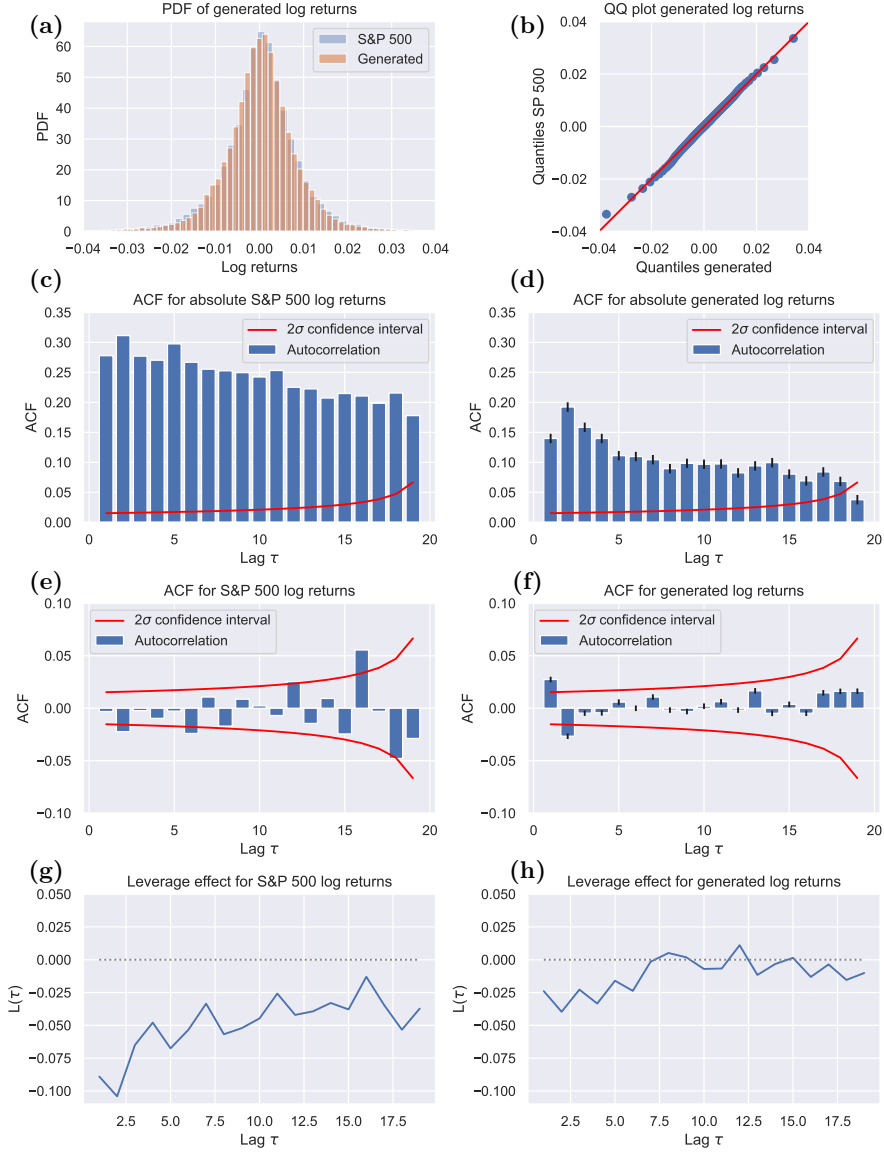 (a)
PDF of generated log returns
S&P 500
Generated
PDF
60
50
40
30
20
10
0
−0.04 −0.03 −0.02 −0.01 0.00 0.01 0.02 0.03 0.04
Log returns
(b)
QQ plot generated log returns
Quantiles SP 500
0.04
0.02
0.00
−0.02
−0.04
−0.04 −0.02 0.00 0.02 0.04
Quantiles generated
(c)
ACF for absolute S&P 500 log returns
2σ confidence interval
Autocorrelation
ACF
0.35
0.30
0.25
0.20
0.15
0.10
0.05
0.00
0 5 10 15 20
Lag τ
(d)
ACF for absolute generated log returns
2σ confidence interval
Autocorrelation
ACF
0.35
0.30
0.25
0.20
0.15
0.10
0.05
0.00
0 5 10 15 20
Lag τ
(e)
ACF for S&P 500 log returns
2σ confidence interval
Autocorrelation
ACF
0.10
0.05
0.00
−0.05
−0.10
0 5 10 15 20
Lag τ
(f)
ACF for generated log returns
2σ confidence interval
Autocorrelation
ACF
0.10
0.05
0.00
−0.05
−0.10
0 5 10 15 20
Lag τ
(g)
Leverage effect for S&P 500 log returns
L(τ)
0.050
0.025
0.000
−0.025
−0.050
−0.075
−0.100
2.5 5.0 7.5 10.0 12.5 15.0 17.5
Lag τ
(h)
Leverage effect for generated log returns
L(τ)
0.050
0.025
0.000
−0.025
−0.050
−0.075
−0.100
2.5 5.0 7.5 10.0 12.5 15.0 17.5
Lag τ